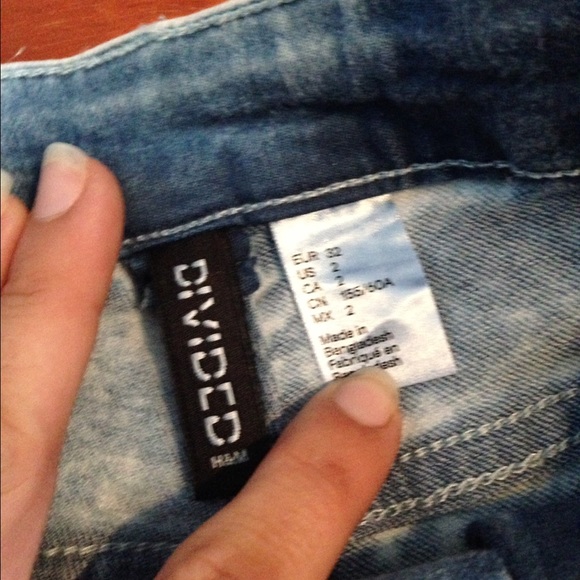 DIVIDED
H&M
EUR 32
US 2
CA 2
CN 155/60A
MX 2
Made in
Bangladesh
Fabriqué en